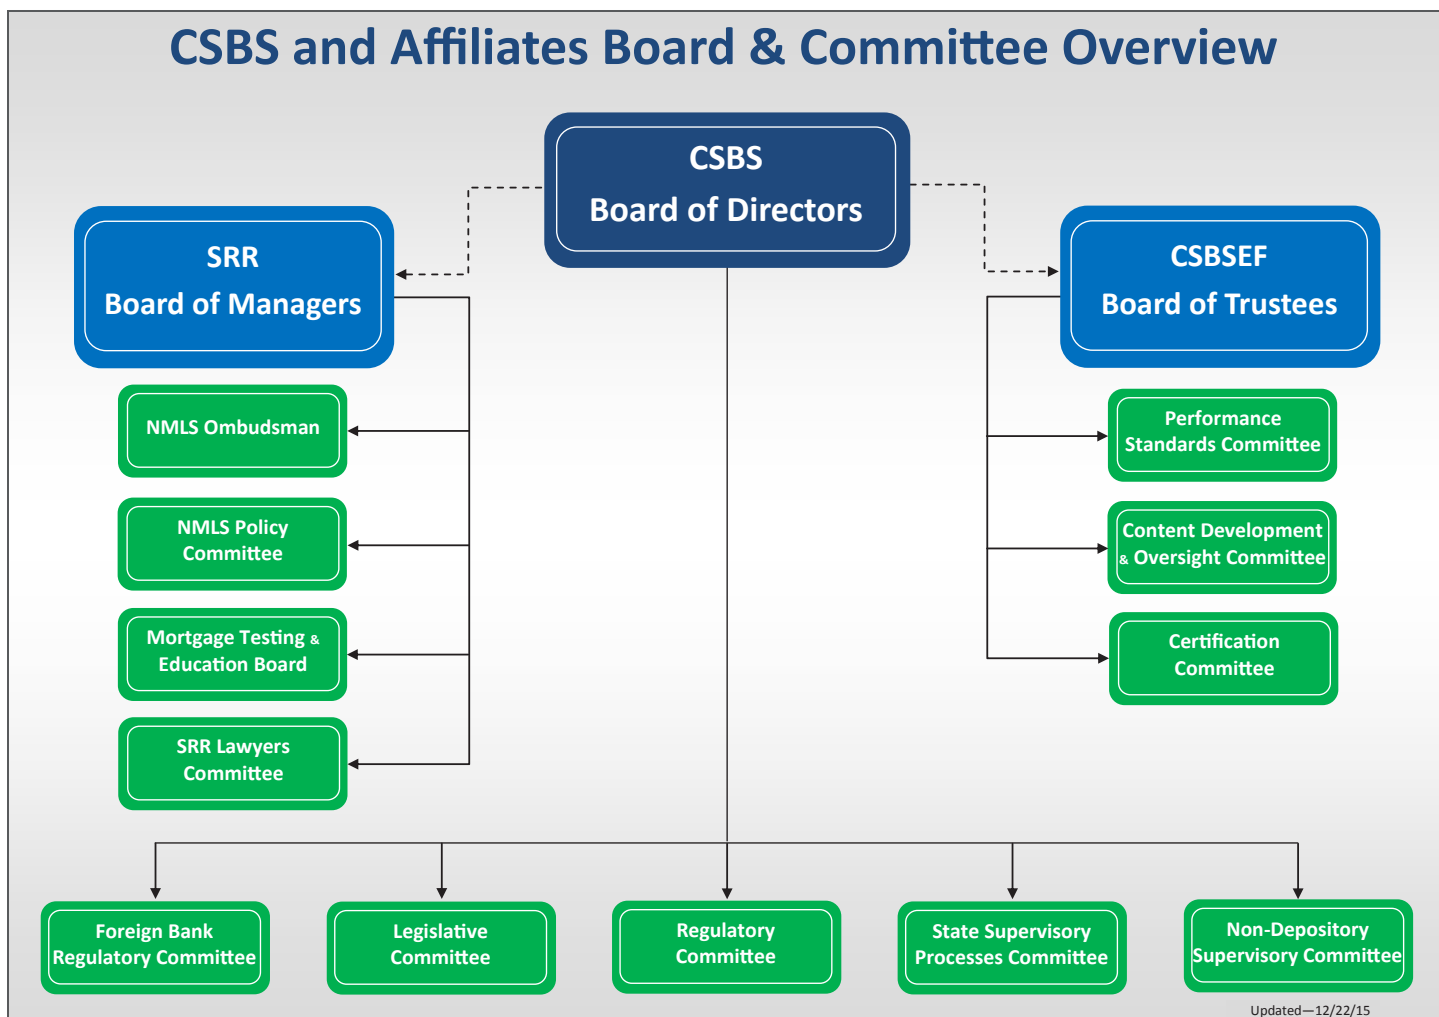 CSBS and Affiliates Board & Committee Overview
CSBS
Board of Directors
SRR
Board of Managers
CSBSEF
Board of Trustees
NMLS Ombudsman
NMLS Policy
Committee
Mortgage Testing &
Education Board
SRR Lawyers
Committee
Performance
Standards Committee
Content Development
& Oversight Committee
Certification
Committee
Foreign Bank
Regulatory Committee
Legislative
Committee
Regulatory
Committee
State Supervisory
Processes Committee
Non-Depository
Supervisory Committee
Updated—12/22/15